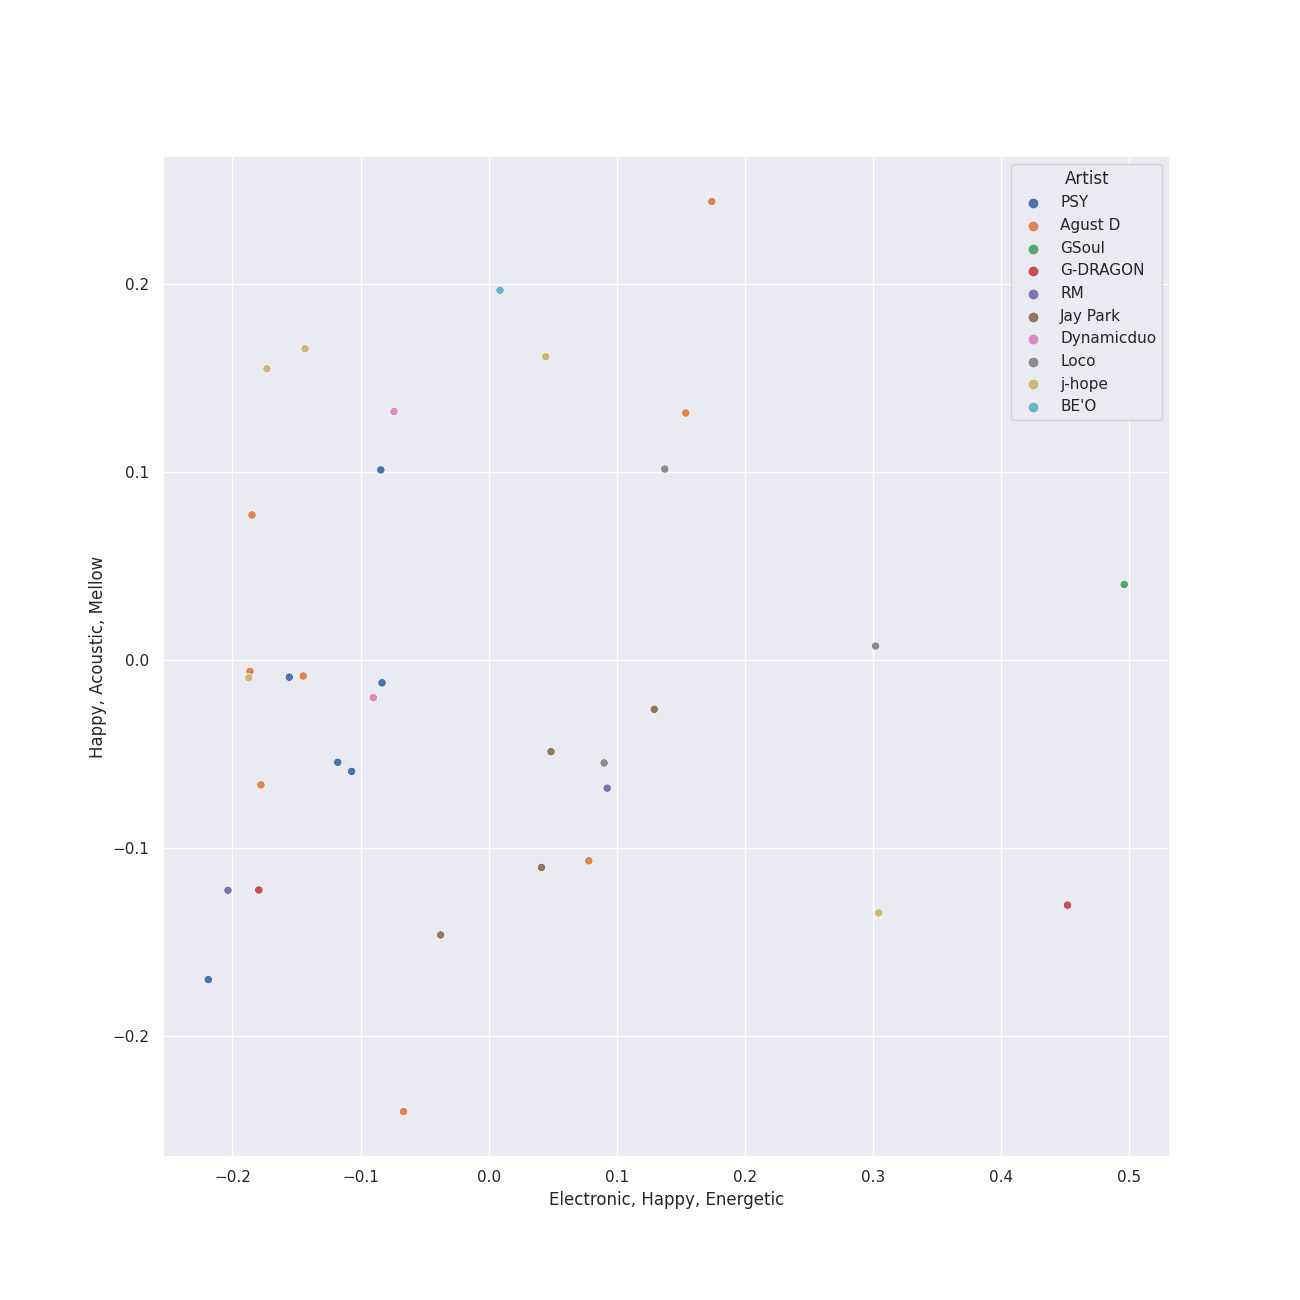 Artist
PSY
Agust D
GSoul
G-DRAGON
RM
Jay Park
Dynamicduo
Loco
j-hope
BE'O
0.2
0.1
0.0
−0.1
−0.2
Happy, Acoustic, Mellow
−0.2 −0.1 0.0 0.1 0.2 0.3 0.4 0.5
Electronic, Happy, Energetic